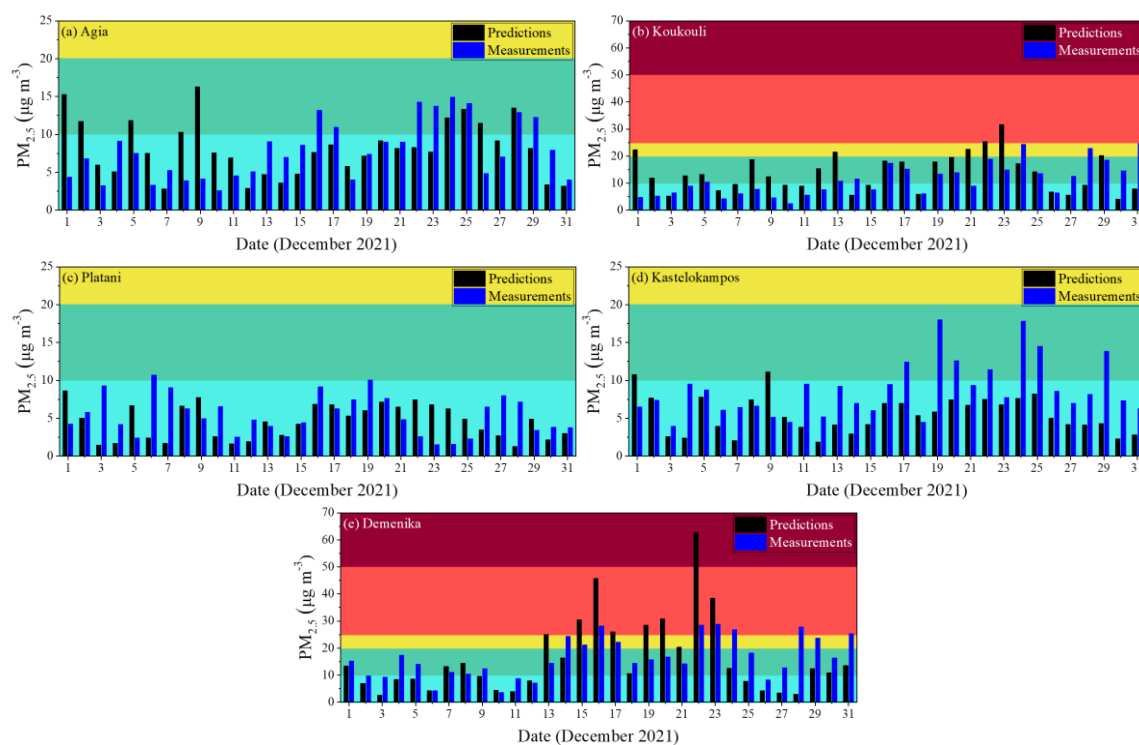 (a) Agia
Predictions
Measurements
PM2.5 (μg m-3)
25
20
15
10
5
0
1 3 5 7 9 11 13 15 17 19 21 23 25 27 29 31
Date (December 2021)
(b) Koukouli
Predictions
Measurements
PM2.5 (μg m-3)
70
60
50
40
30
20
10
0
1 3 5 7 9 11 13 15 17 19 21 23 25 27 29 31
Date (December 2021)
(c) Platani
Predictions
Measurements
PM2.5 (μg m-3)
25
20
15
10
5
0
1 3 5 7 9 11 13 15 17 19 21 23 25 27 29 31
Date (December 2021)
(d) Kastelokampos
Predictions
Measurements
PM2.5 (μg m-3)
25
20
15
10
5
0
1 3 5 7 9 11 13 15 17 19 21 23 25 27 29 31
Date (December 2021)
(e) Demenika
Predictions
Measurements
PM2.5 (μg m-3)
70
60
50
40
30
20
10
0
1 3 5 7 9 11 13 15 17 19 21 23 25 27 29 31
Date (December 2021)